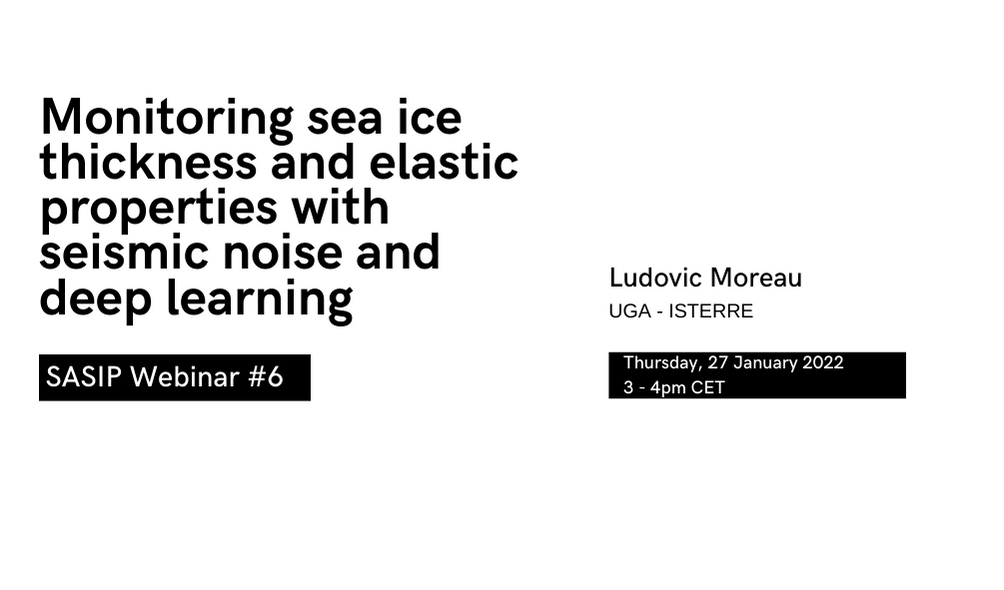 Monitoring sea ice
thickness and elastic
properties with
seismic noise and
deep learning
SASIP Webinar #6
Ludovic Moreau
UGA - ISTERRE
Thursday, 27 January 2022
3 - 4pm CET